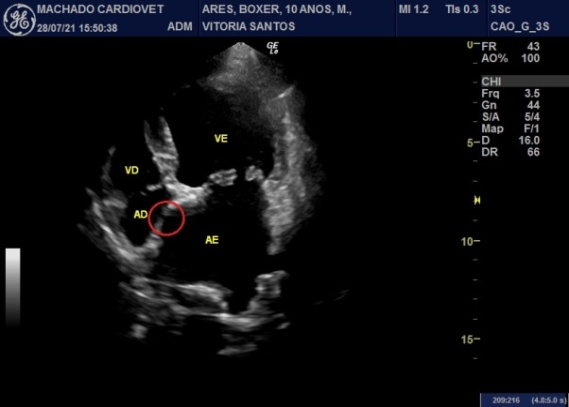 MACHADO CARDIOVET ARES, BOXER, 10 ANOS, M., MI 1.2 TIs 0.3 3Sc
28/07/21 15:50:38 ADM VITORIA SANTOS CAO_G_3S
GE
0
FR 43
AO% 100
CHI
Frq 3.5
Gn 44
S/A 5/4
Map F/1
D 16.0
DR 66
VE
5
VD
AD
AE
10
15
209:216 (4.8:5.0 s)